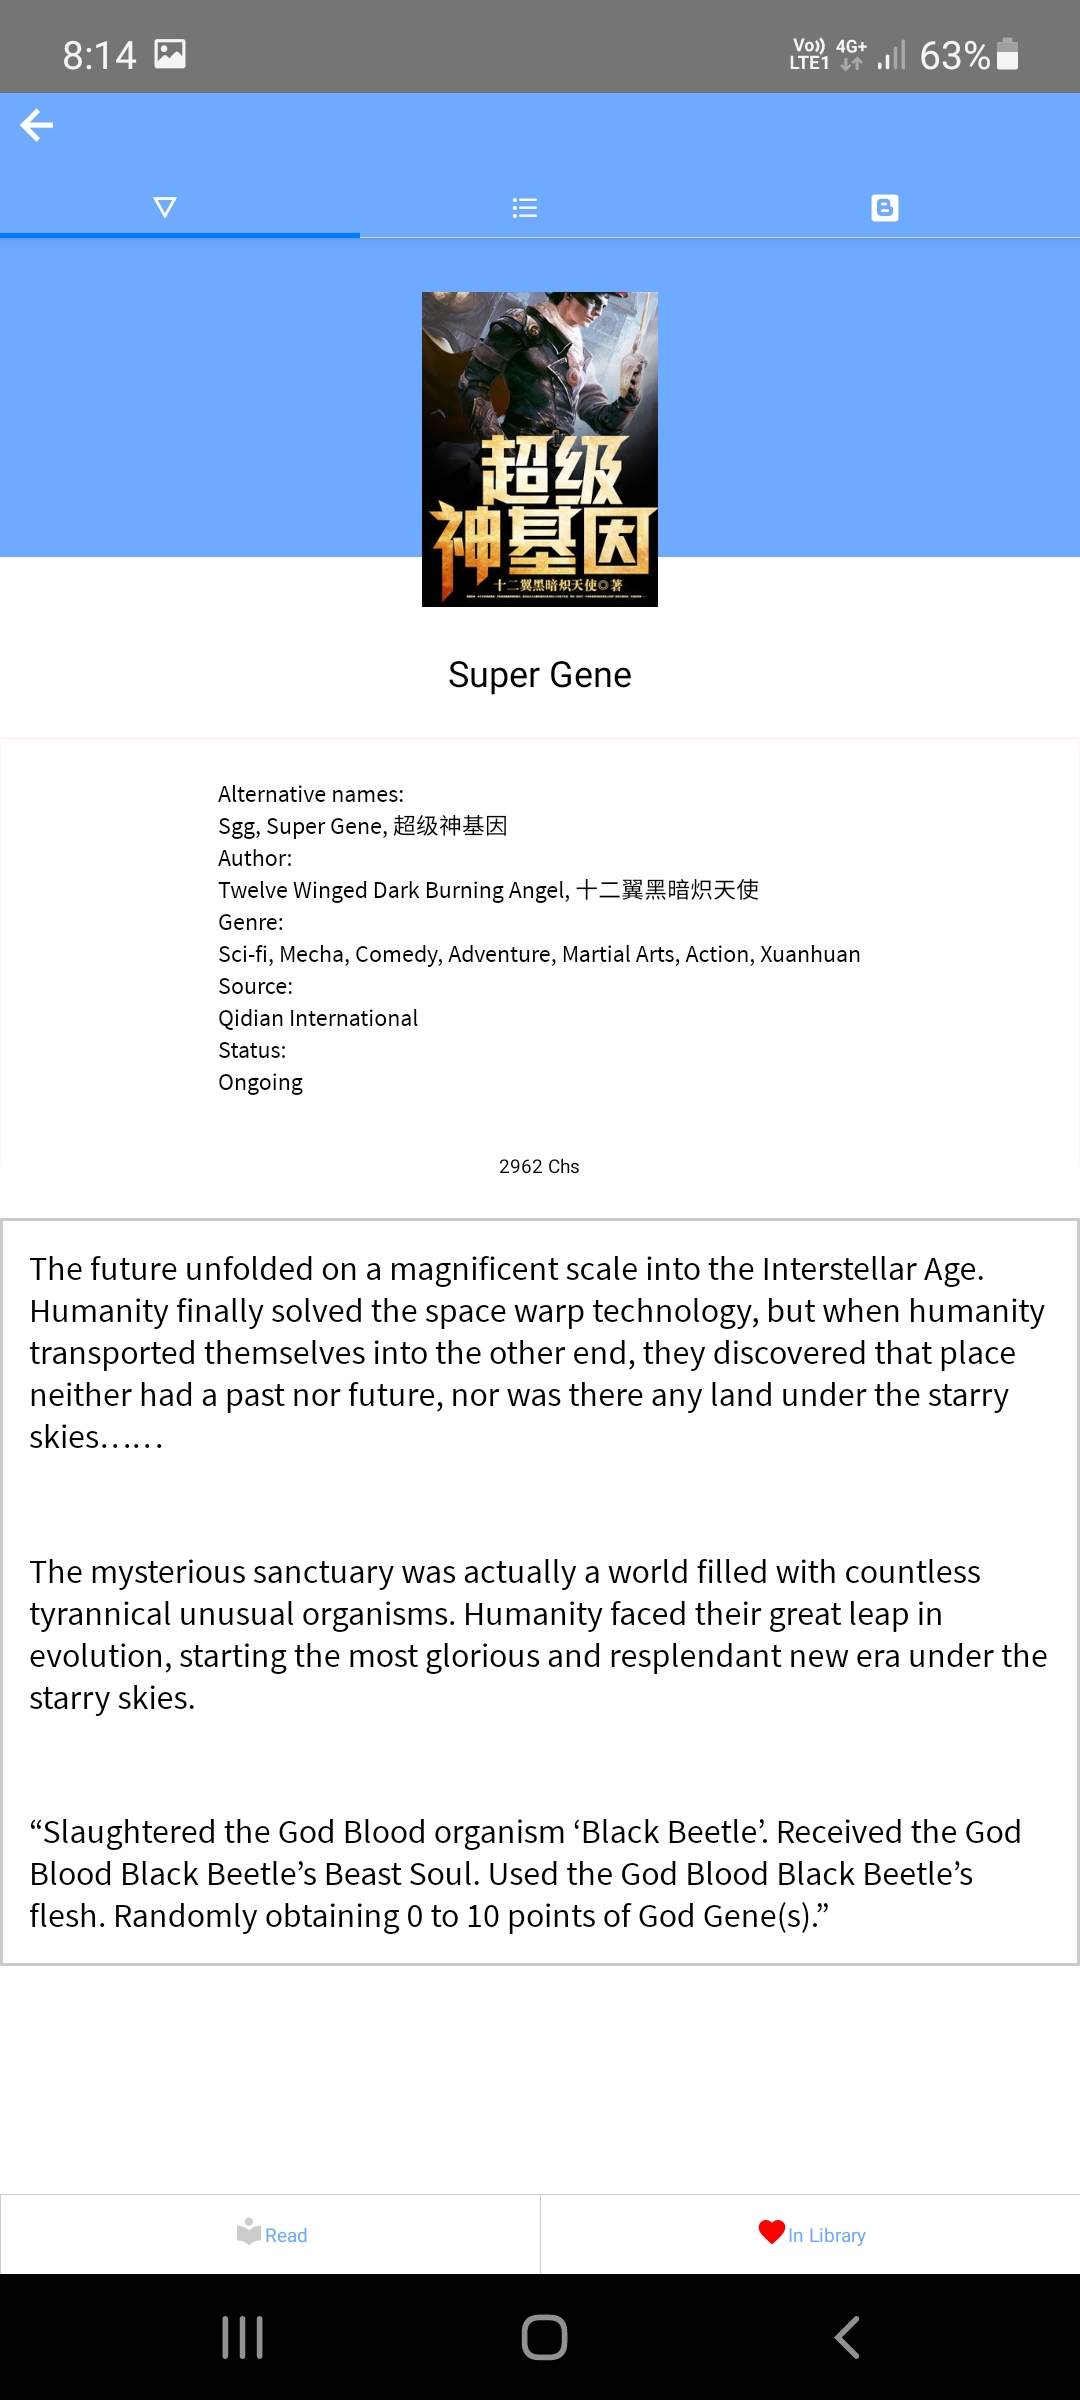 8:14
Vo)) 4G+ 63%
LTE1
超级
神基因
十二翼黑暗炽天使◎著
Super Gene
Alternative names:
Sgg, Super Gene, 超级神基因
Author:
Twelve Winged Dark Burning Angel, 十二翼黑暗炽天使
Genre:
Sci-fi, Mecha, Comedy, Adventure, Martial Arts, Action, Xuanhuan
Source:
Qidian International
Status:
Ongoing
2962 Chs
The future unfolded on a magnificent scale into the Interstellar Age.
Humanity finally solved the space warp technology, but when humanity
transported themselves into the other end, they discovered that place
neither had a past nor future, nor was there any land under the starry
skies……
The mysterious sanctuary was actually a world filled with countless
tyrannical unusual organisms. Humanity faced their great leap in
evolution, starting the most glorious and resplendant new era under the
starry skies.
“Slaughtered the God Blood organism ‘Black Beetle’. Received the God
Blood Black Beetle’s Beast Soul. Used the God Blood Black Beetle’s
flesh. Randomly obtaining 0 to 10 points of God Gene(s).”
Read
In Library